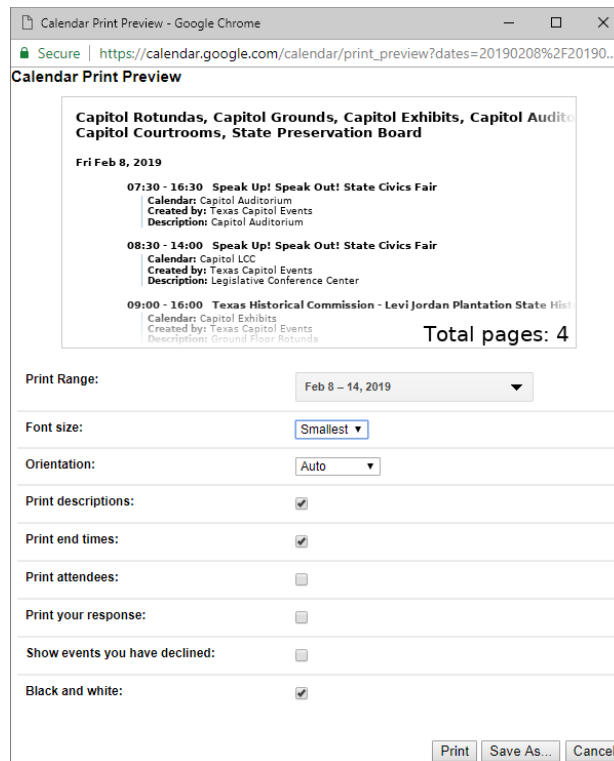 Calendar Print Preview - Google Chrome
Secure | https://calendar.google.com/calendar/print_preview?dates=20190208%2F20190...
Calendar Print Preview
Capitol Rotundas, Capitol Grounds, Capitol Exhibits, Capitol Audito
Capitol Courtrooms, State Preservation Board
Fri Feb 8, 2019
07:30 - 16:30 Speak Up! Speak Out! State Civics Fair
Calendar: Capitol Auditorium
Created by: Texas Capitol Events
Description: Capitol Auditorium
08:30 - 14:00 Speak Up! Speak Out! State Civics Fair
Calendar: Capitol LCC
Created by: Texas Capitol Events
Description: Legislative Conference Center
09:00 - 16:00 Texas Historical Commission - Levi Jordan Plantation State Hist
Calendar: Capitol Exhibits
Created by: Texas Capitol Events
Description: Ground Floor Rotunda
Total pages: 4
Print Range:
Feb 8 – 14, 2019
Font size:
Smallest
Orientation:
Auto
Print descriptions:
Print end times:
Print attendees:
Print your response:
Show events you have declined:
Black and white:
Print Save As... Cancel